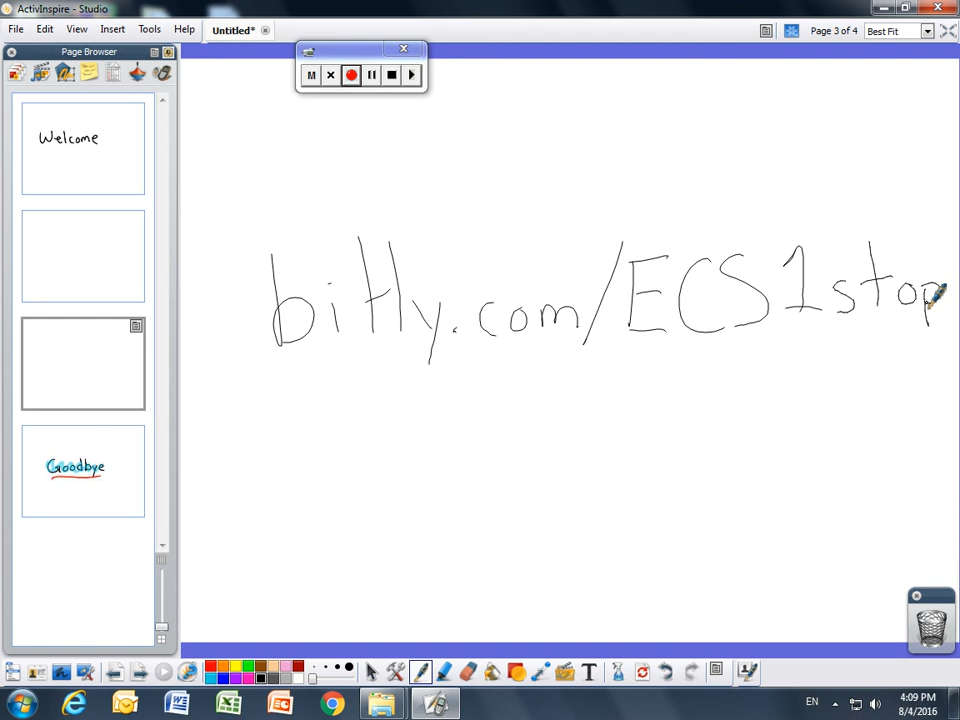 ActivInspire - Studio
File Edit View Insert Tools Help Untitled* Page 3 of 4 Best Fit
Page Browser
M
Welcome
bitly.com/ECS1stop
Goodbye
T
EN 4:09 PM
8/4/2016